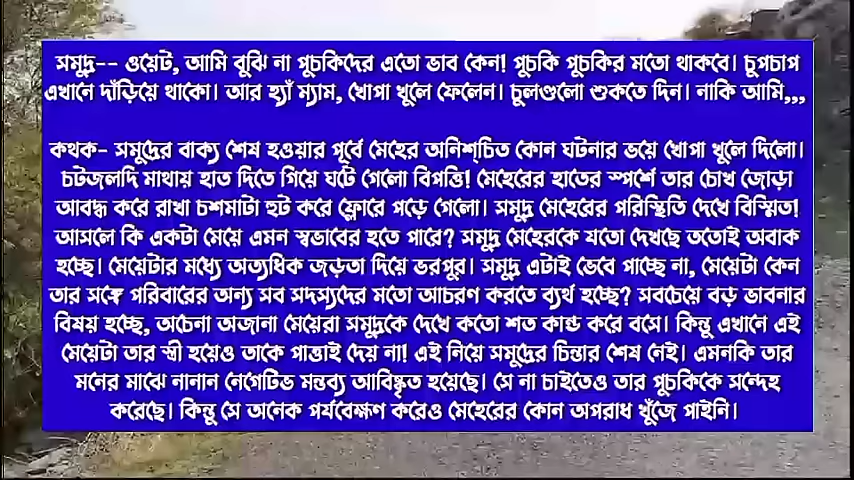 সমুদ্র-- ওয়েট, আমি বুঝি না পুচকিদের এতো ভাব কেন! পুচকি পুচকির মতো থাকবে। চুপচাপ
এখানে দাঁড়িয়ে থাকো। আর হ্যাঁ ম্যাম, খোপা খুলে ফেলেন। চুলগুলো শুকতে দিন। নাকি আমি,,,
কথক- সমুদ্রের বাক্য শেষ হওয়ার পূর্বে মেহের অনিশ্চিত কোন ঘটনার ভয়ে খোপা খুলে দিলো।
চটজলদি মাথায় হাত দিতে গিয়ে ঘটে গেলো বিপত্তি! মেহেরের হাতের স্পর্শে তার চোখ জোড়া
আবদ্ধ করে রাখা চশমাটা হুট করে ফ্লোরে পড়ে গেলো। সমুদ্র মেহেরের পরিস্থিতি দেখে বিস্মিত!
আসলে কি একটা মেয়ে এমন স্বভাবের হতে পারে? সমুদ্র মেহেরকে যতো দেখছে ততোই অবাক
হচ্ছে। মেয়েটার মধ্যে অত্যধিক জড়তা দিয়ে ভরপুর। সমুদ্র এটাই ভেবে পাচ্ছে না, মেয়েটা কেন
তার সঙ্গে পরিবারের অন্য সব সদস্যদের মতো আচরণ করতে ব্যর্থ হচ্ছে? সবচেয়ে বড় ভাবনার
বিষয় হচ্ছে, অচেনা অজানা মেয়েরা সমুদ্রকে দেখে কতো শত কান্ড করে বসে। কিন্তু এখানে এই
মেয়েটা তার স্ত্রী হয়েও তাকে পাত্তাই দেয় না! এই নিয়ে সমুদ্রের চিন্তার শেষ নেই। এমনকি তার
মনের মাঝে নানান নেগেটিভ মন্তব্য আবিষ্কৃত হয়েছে। সে না চাইতেও তার পুচকিকে সন্দেহ
করেছে। কিন্তু সে অনেক পর্যবেক্ষণ করেও মেহেরের কোন অপরাধ খুঁজে পাইনি।